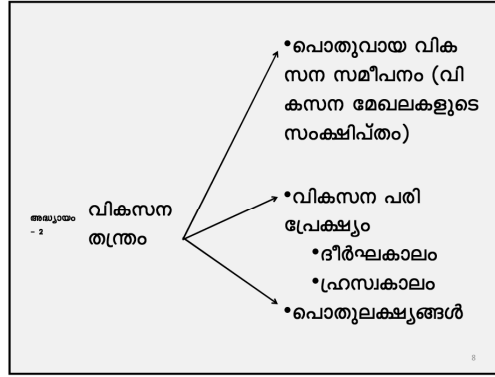 •പൊതുവായ വിക
സന സമീപനം (വി
കസന മേഖലകളുടെ
സംക്ഷിപ്തം)
അദ്ധ്യായം
– 2
വികസന
തന്ത്രം
•വികസന പരി
പ്രേക്ഷ്യം
•ദീർഘകാലം
•ഹ്രസ്വകാലം
•പൊതുലക്ഷ്യങ്ങൾ
8